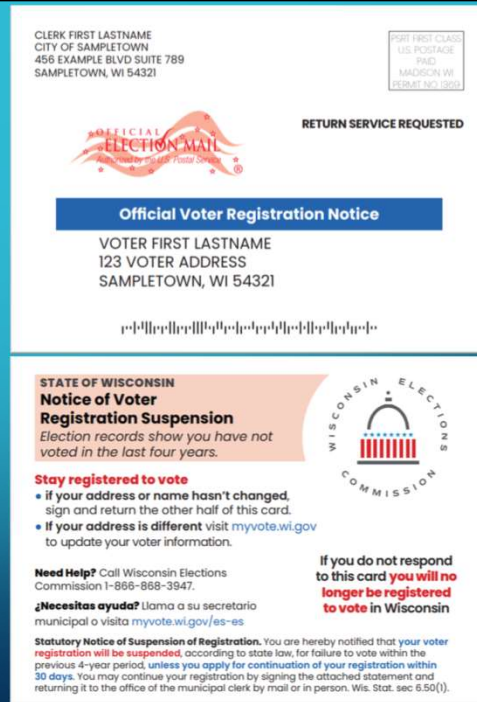 CLERK FIRST LASTNAME
CITY OF SAMPLETOWN
456 EXAMPLE BLVD SUITE 789
SAMPLETOWN, WI 54321
PSRT FIRST CLASS
U.S. POSTAGE
PAID
MADISON WI
PERMIT NO 1369
RETURN SERVICE REQUESTED
OFFICIAL
ELECTION MAIL
Authorized by the U.S. Postal Service
®
Official Voter Registration Notice
VOTER FIRST LASTNAME
123 VOTER ADDRESS
SAMPLETOWN, WI 54321
STATE OF WISCONSIN
Notice of Voter
Registration Suspension
Election records show you have not
voted in the last four years.
WISCONSIN ELECTIONS
COMMISSION
Stay registered to vote
• if your address or name hasn't changed,
sign and return the other half of this card.
• If your address is different visit myvote.wi.gov
to update your voter information.
Need Help? Call Wisconsin Elections
Commission 1-866-868-3947.
¿Necesitas ayuda? Llama a su secretario
municipal o visita myvote.wi.gov/es-es
If you do not respond
to this card you will no
longer be registered
to vote in Wisconsin
Statutory Notice of Suspension of Registration. You are hereby notified that your voter
registration will be suspended, according to state law, for failure to vote within the
previous 4-year period, unless you apply for continuation of your registration within
30 days. You may continue your registration by signing the attached statement and
returning it to the office of the municipal clerk by mail or in person. Wis. Stat. sec 6.50(1).